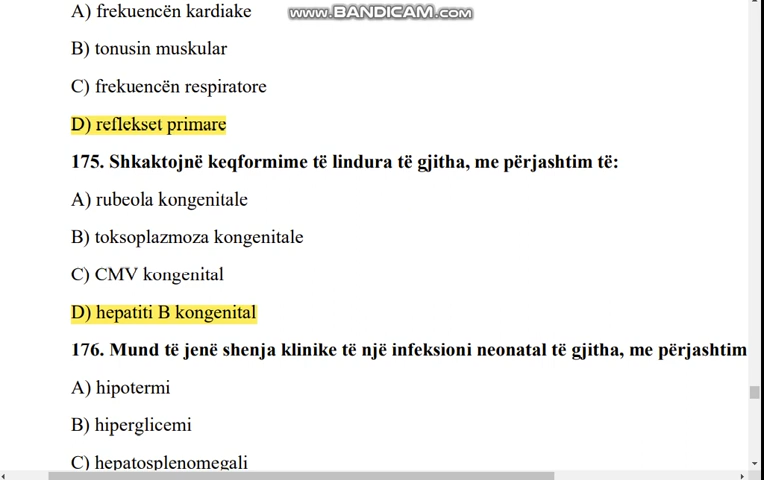 www.BANDICAM.com
A) frekuencën kardiake
B) tonusin muskular
C) frekuencën respiratore
D) reflekset primare
175. Shkaktojnë keqformime të lindura të gjitha, me përjashtim të:
A) rubeola kongenitale
B) toksoplazmoza kongenitale
C) CMV kongenital
D) hepatiti B kongenital
176. Mund të jenë shenja klinike të një infeksioni neonatal të gjitha, me përjashtim
A) hipotermi
B) hiperglicemi
C) hepatosplenomegali